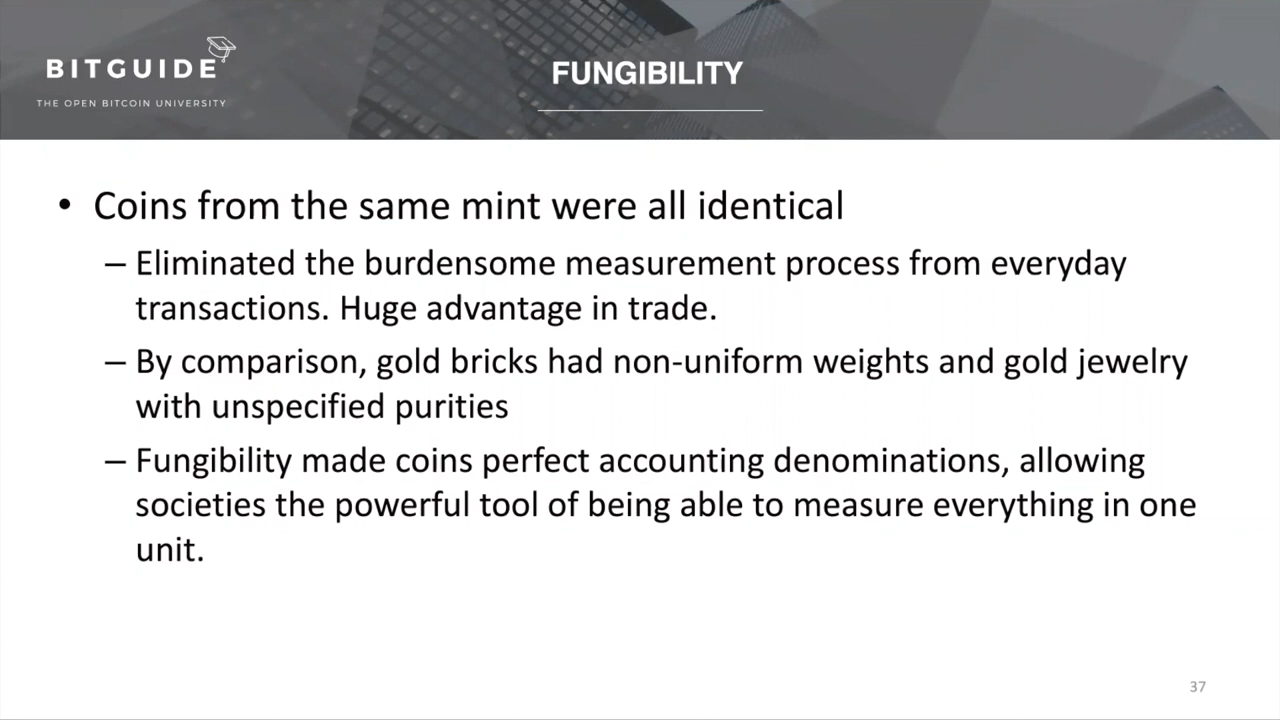 BITGUIDE
THE OPEN BITCOIN UNIVERSITY
FUNGIBILITY
• Coins from the same mint were all identical
– Eliminated the burdensome measurement process from everyday
transactions. Huge advantage in trade.
– By comparison, gold bricks had non-uniform weights and gold jewelry
with unspecified purities
– Fungibility made coins perfect accounting denominations, allowing
societies the powerful tool of being able to measure everything in one
unit.
37